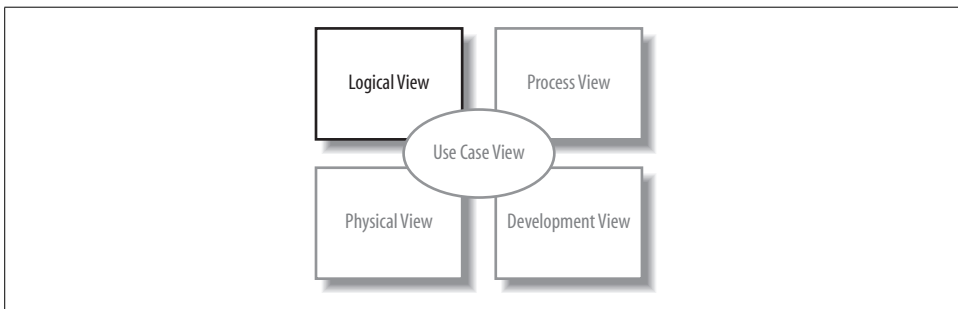 Logical View
Process View
Use Case View
Physical View
Development View